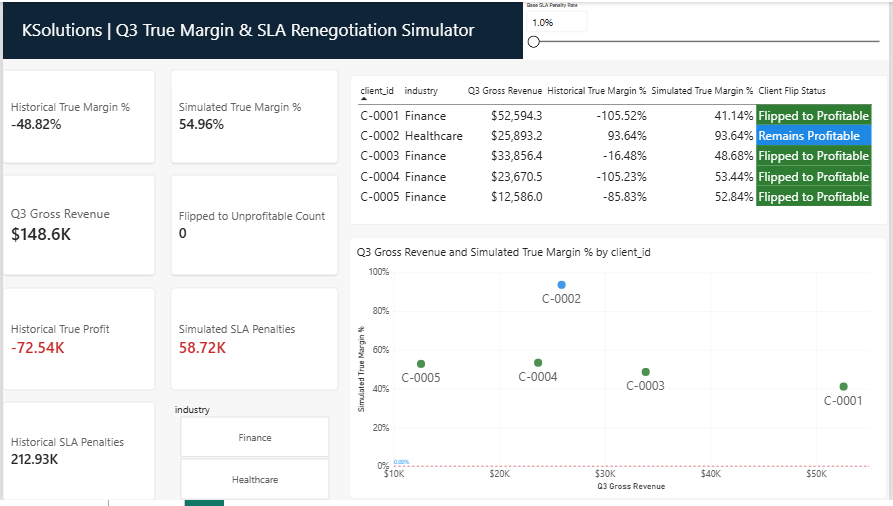 KSolutions | Q3 True Margin & SLA Renegotiation Simulator
Base SLA Penalty Rate
1.0%
Historical True Margin %
-48.82%
Simulated True Margin %
54.96%
Q3 Gross Revenue
$148.6K
Flipped to Unprofitable Count
0
Historical True Profit
-72.54K
Simulated SLA Penalties
58.72K
Historical SLA Penalties
212.93K
industry
Finance
Healthcare
client_id industry Q3 Gross Revenue Historical True Margin % Simulated True Margin % Client Flip Status
C-0001 Finance $52,594.3 -105.52% 41.14% Flipped to Profitable
C-0002 Healthcare $25,893.2 93.64% 93.64% Remains Profitable
C-0003 Finance $33,856.4 -16.48% 48.68% Flipped to Profitable
C-0004 Finance $23,670.5 -105.23% 53.44% Flipped to Profitable
C-0005 Finance $12,586.0 -85.83% 52.84% Flipped to Profitable
Q3 Gross Revenue and Simulated True Margin % by client_id
Simulated True Margin %
100%
80%
60%
40%
20%
0%
0.00%
C-0002
C-0005
C-0004
C-0003
C-0001
$10K $20K $30K $40K $50K
Q3 Gross Revenue